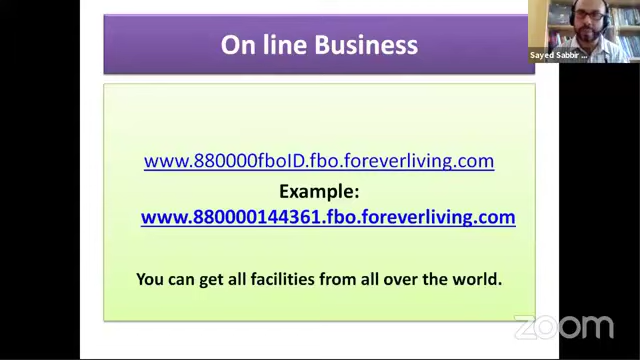 On line Business
Sayed Sabbir ...
www.880000fboID.fbo.foreverliving.com
Example:
www.880000144361.fbo.foreverliving.com
You can get all facilities from all over the world.
zoom